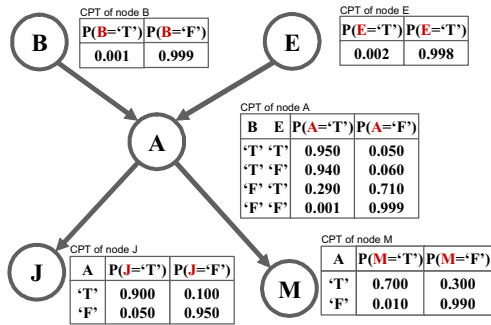 CPT of node B
P(B=‘T’) P(B=‘F’)
0.001 0.999
B
CPT of node E
P(E=‘T’) P(E=‘T’)
0.002 0.998
E
A
CPT of node A
B E P(A=‘T’) P(A=‘F’)
‘T’ ‘T’ 0.950 0.050
‘T’ ‘F’ 0.940 0.060
‘F’ ‘T’ 0.290 0.710
‘F’ ‘F’ 0.001 0.999
J
CPT of node J
A P(J=‘T’) P(J=‘F’)
‘T’ 0.900 0.100
‘F’ 0.050 0.950
M
CPT of node M
A P(M=‘T’) P(M=‘F’)
‘T’ 0.700 0.300
‘F’ 0.010 0.990